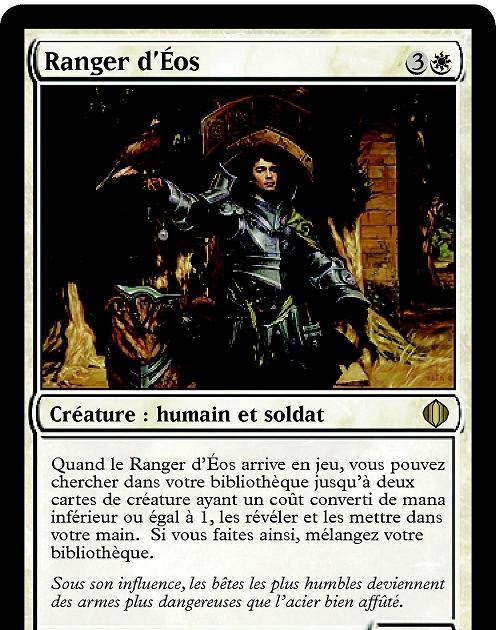 Ranger d'Éos 3
Créature : humain et soldat
Quand le Ranger d'Éos arrive en jeu, vous pouvez
chercher dans votre bibliothèque jusqu'à deux
cartes de créature ayant un coût converti de mana
inférieur ou égal à 1, les révéler et les mettre dans
votre main. Si vous faites ainsi, mélangez votre
bibliothèque.
Sous son influence, les bêtes les plus humbles deviennent
des armes plus dangereuses que l'acier bien affûté.